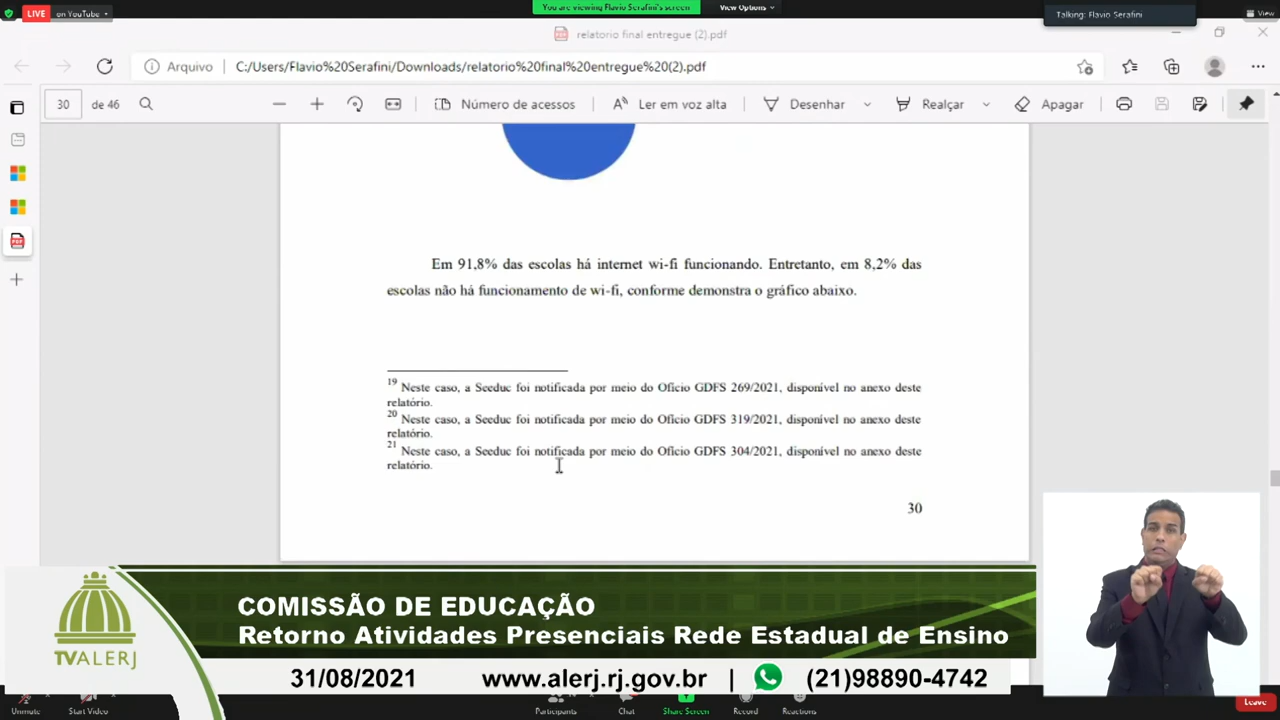 LIVE on YouTube
You are viewing Flavio Serafini's screen
View Options
Talking: Flavio Serafini
View
relatorio final entregue (2).pdf
Arquivo C:/Users/Flavio%20Serafini/Downloads/relatorio%20final%20entregue%20(2).pdf
30 de 46
Número de acessos
Ler em voz alta
Desenhar
Realçar
Apagar
Em 91,8% das escolas há internet wi-fi funcionando. Entretanto, em 8,2% das
escolas não há funcionamento de wi-fi, conforme demonstra o gráfico abaixo.
19 Neste caso, a Seeduc foi notificada por meio do Ofício GDFS 269/2021, disponível no anexo deste
relatório.
20 Neste caso, a Seeduc foi notificada por meio do Ofício GDFS 319/2021, disponível no anexo deste
relatório.
21 Neste caso, a Seeduc foi notificada por meio do Ofício GDFS 304/2021, disponível no anexo deste
relatório.
30
COMISSÃO DE EDUCAÇÃO
Retorno Atividades Presenciais Rede Estadual de Ensino
TVALERJ
31/08/2021 www.alerj.rj.gov.br | (21)98890-4742
Unmute
Start Video
Participants
Chat
Share Screen
Record
Reactions
Leave